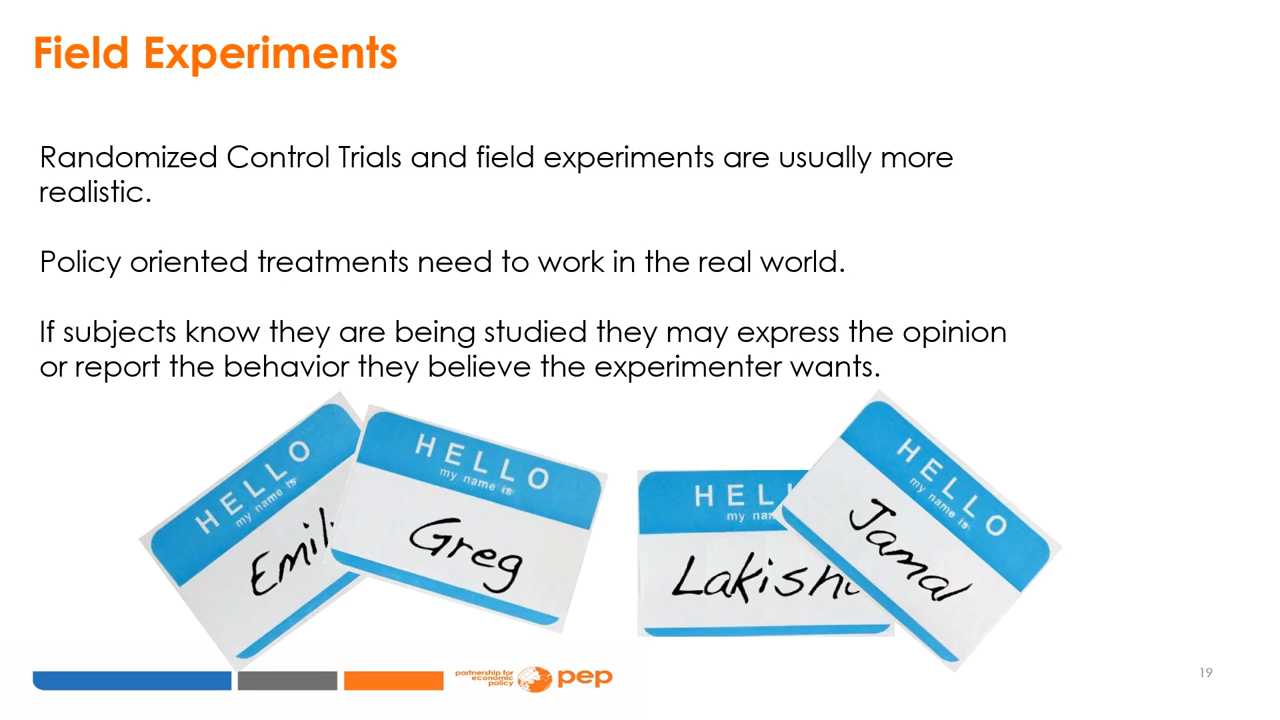 Field Experiments
Randomized Control Trials and field experiments are usually more
realistic.
Policy oriented treatments need to work in the real world.
If subjects know they are being studied they may express the opinion
or report the behavior they believe the experimenter wants.
HELLO
my name is
Emil
HELLO
my name is
Greg
HELL
my nam
Lakish
HELLO
my name is
Jamal
partnership for
economic
policy
pep
19